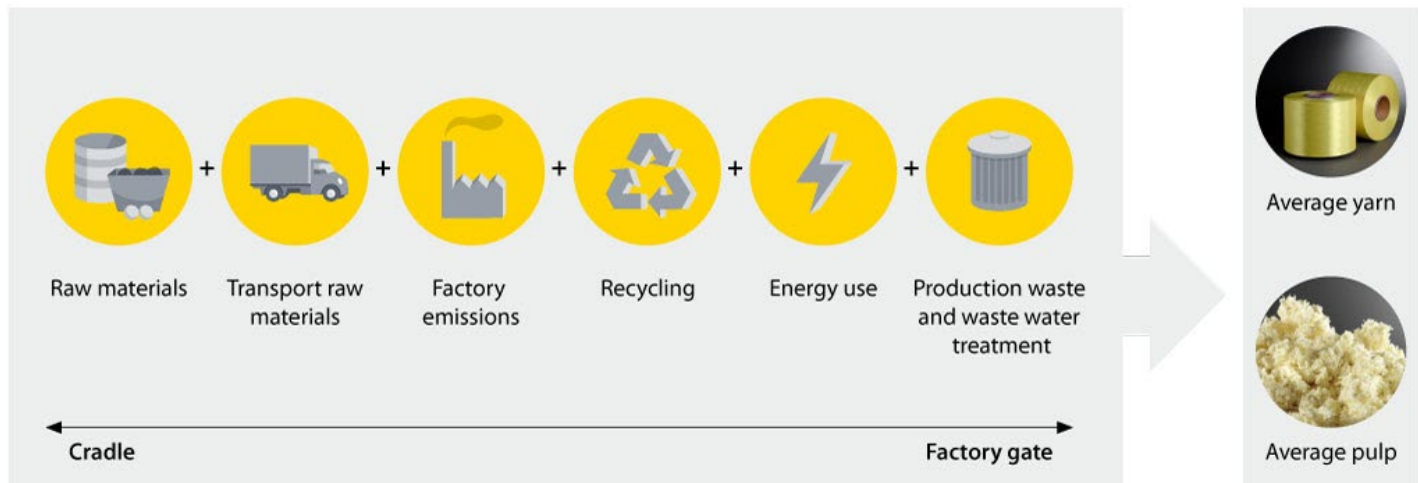 + + + + +
Raw materials
Transport raw
materials
Factory
emissions
Recycling
Energy use
Production waste
and waste water
treatment
Cradle
Factory gate
Average yarn
Average pulp